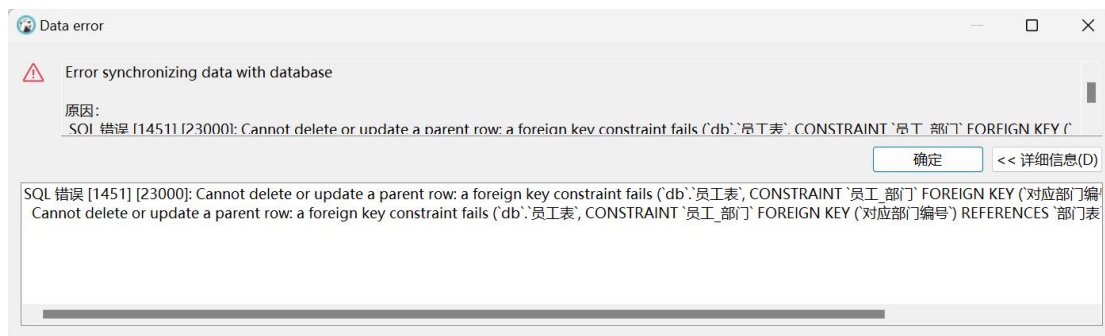 Data error
Error synchronizing data with database
原因:
SQL 错误 [1451] [23000]: Cannot delete or update a parent row: a foreign key constraint fails (`db`.`员工表`, CONSTRAINT `员工_部门` FOREIGN KEY (`
确定
<< 详细信息(D)
SQL 错误 [1451] [23000]: Cannot delete or update a parent row: a foreign key constraint fails (`db`.`员工表`, CONSTRAINT `员工_部门` FOREIGN KEY (`对应部门编
Cannot delete or update a parent row: a foreign key constraint fails (`db`.`员工表`, CONSTRAINT `员工_部门` FOREIGN KEY (`对应部门编号`) REFERENCES `部门表`